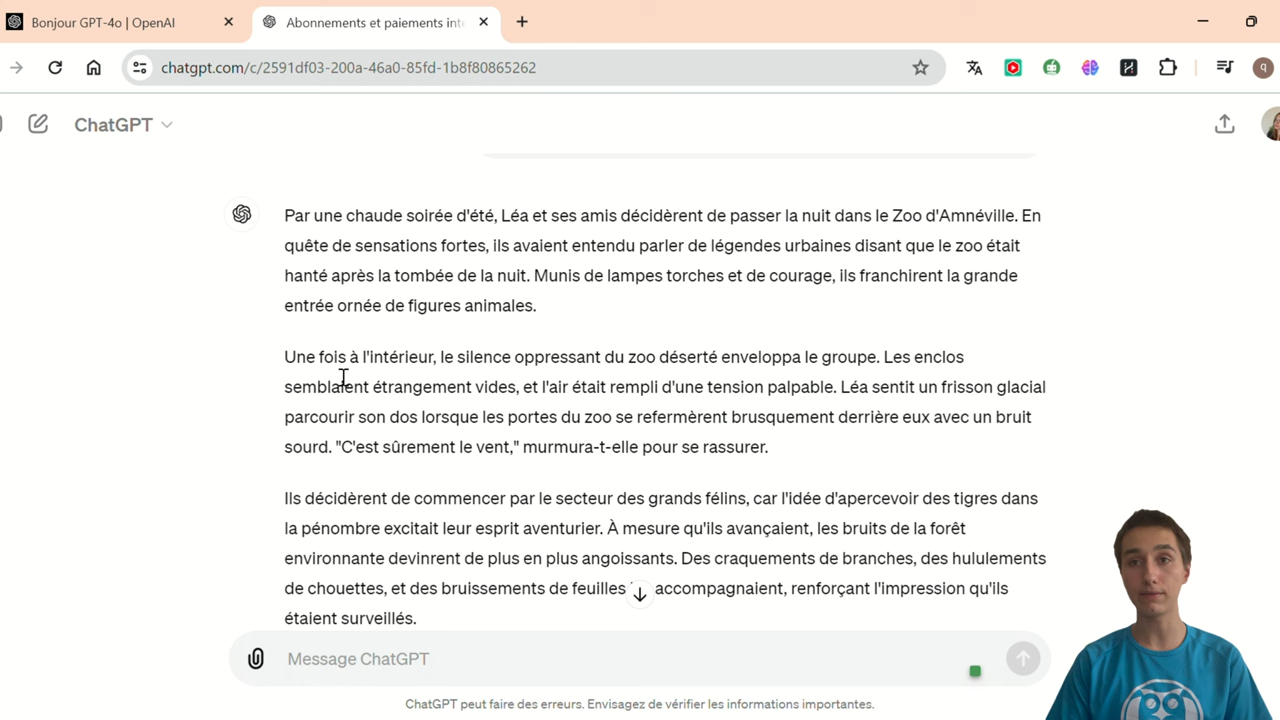 Bonjour GPT-4o | OpenAI
Abonnements et paiements int
chatgpt.com/c/2591df03-200a-46a0-85fd-1b8f80865262
q
ChatGPT
Par une chaude soirée d'été, Léa et ses amis décidèrent de passer la nuit dans le Zoo d'Amnéville. En
quête de sensations fortes, ils avaient entendu parler de légendes urbaines disant que le zoo était
hanté après la tombée de la nuit. Munis de lampes torches et de courage, ils franchirent la grande
entrée ornée de figures animales.
Une fois à l'intérieur, le silence oppressant du zoo déserté enveloppa le groupe. Les enclos
semblaient étrangement vides, et l'air était rempli d'une tension palpable. Léa sentit un frisson glacial
parcourir son dos lorsque les portes du zoo se refermèrent brusquement derrière eux avec un bruit
sourd. "C'est sûrement le vent," murmura-t-elle pour se rassurer.
Ils décidèrent de commencer par le secteur des grands félins, car l'idée d'apercevoir des tigres dans
la pénombre excitait leur esprit aventurier. À mesure qu'ils avançaient, les bruits de la forêt
environnante devinrent de plus en plus angoissants. Des craquements de branches, des hululements
de chouettes, et des bruissements de feuilles accompagnaient, renforçant l'impression qu'ils
étaient surveillés.
Message ChatGPT
ChatGPT peut faire des erreurs. Envisagez de vérifier les informations importantes.